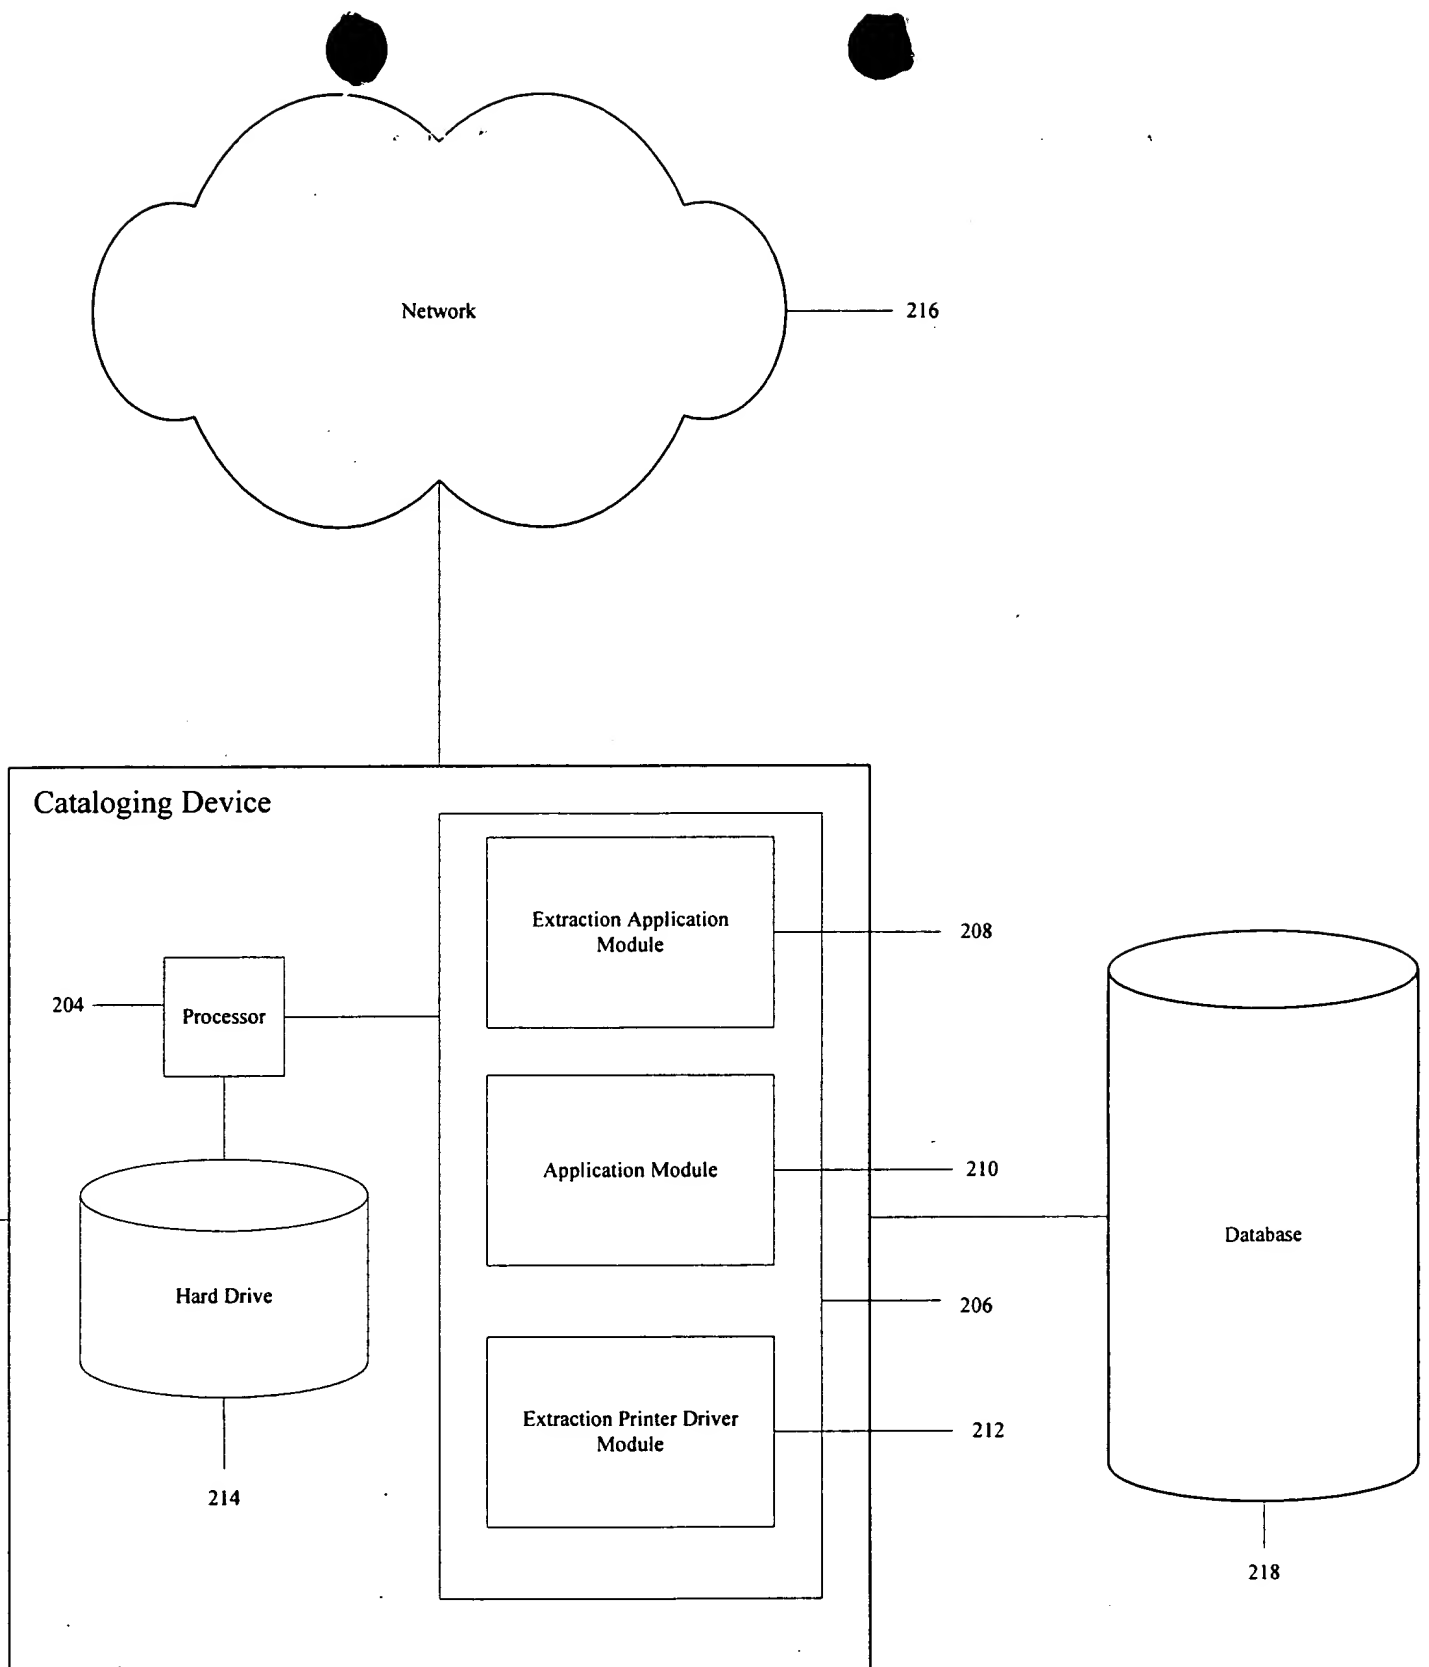 Network
216
Cataloging Device
Extraction Application
Module
208
204
Processor
Application Module
210
Database
Hard Drive
206
Extraction Printer Driver
Module
212
214
218